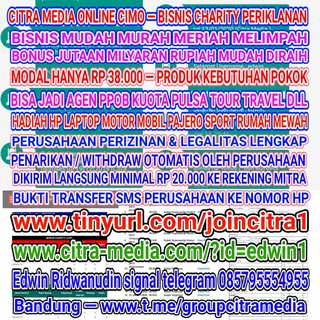 CITRA MEDIA ONLINE CIMO — BISNIS CHARITY PERIKLANAN
BISNIS MUDAH MURAH MERIAH MELIMPAH
BONUS JUTAAN MILYARAN RUPIAH MUDAH DIRAIH
MODAL HANYA RP 38.000 — PRODUK KEBUTUHAN POKOK
BISA JADI AGEN PPOB KUOTA PULSA TOUR TRAVEL DLL
HADIAH HP LAPTOP MOTOR MOBIL PAJERO SPORT RUMAH MEWAH
PERUSAHAAN PERIZINAN & LEGALITAS LENGKAP
PENARIKAN / WITHDRAW OTOMATIS OLEH PERUSAHAAN
DIKIRIM LANGSUNG MINIMAL RP 20.000 KE REKENING MITRA
BUKTI TRANSFER SMS PERUSAHAAN KE NOMOR HP
www.tinyurl.com/joincitra1
www.citra-media.com/?id=edwin1
Edwin Ridwanudin signal telegram 085795554955
Bandung — www.t.me/groupcitramedia